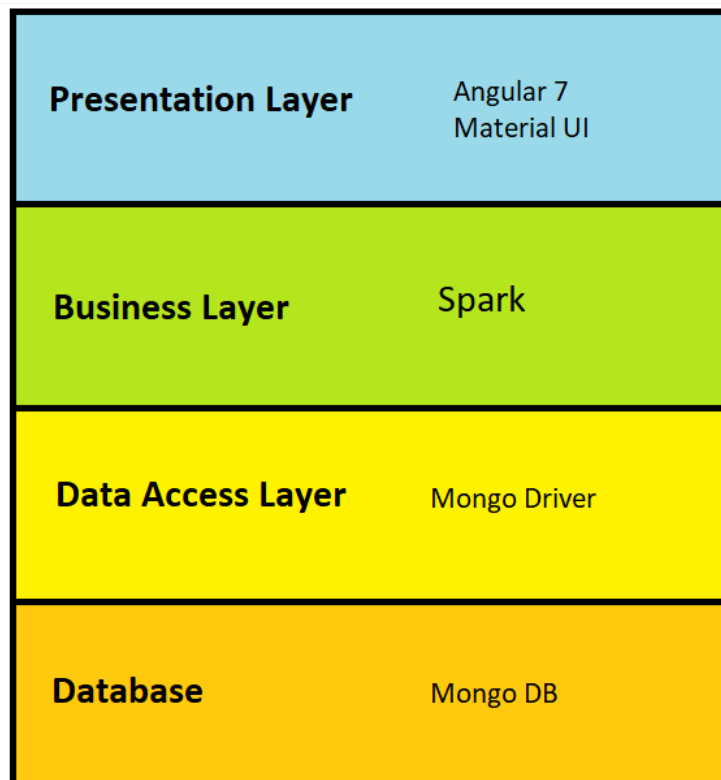 Presentation Layer
Angular 7
Material UI
Business Layer
Spark
Data Access Layer
Mongo Driver
Database
Mongo DB